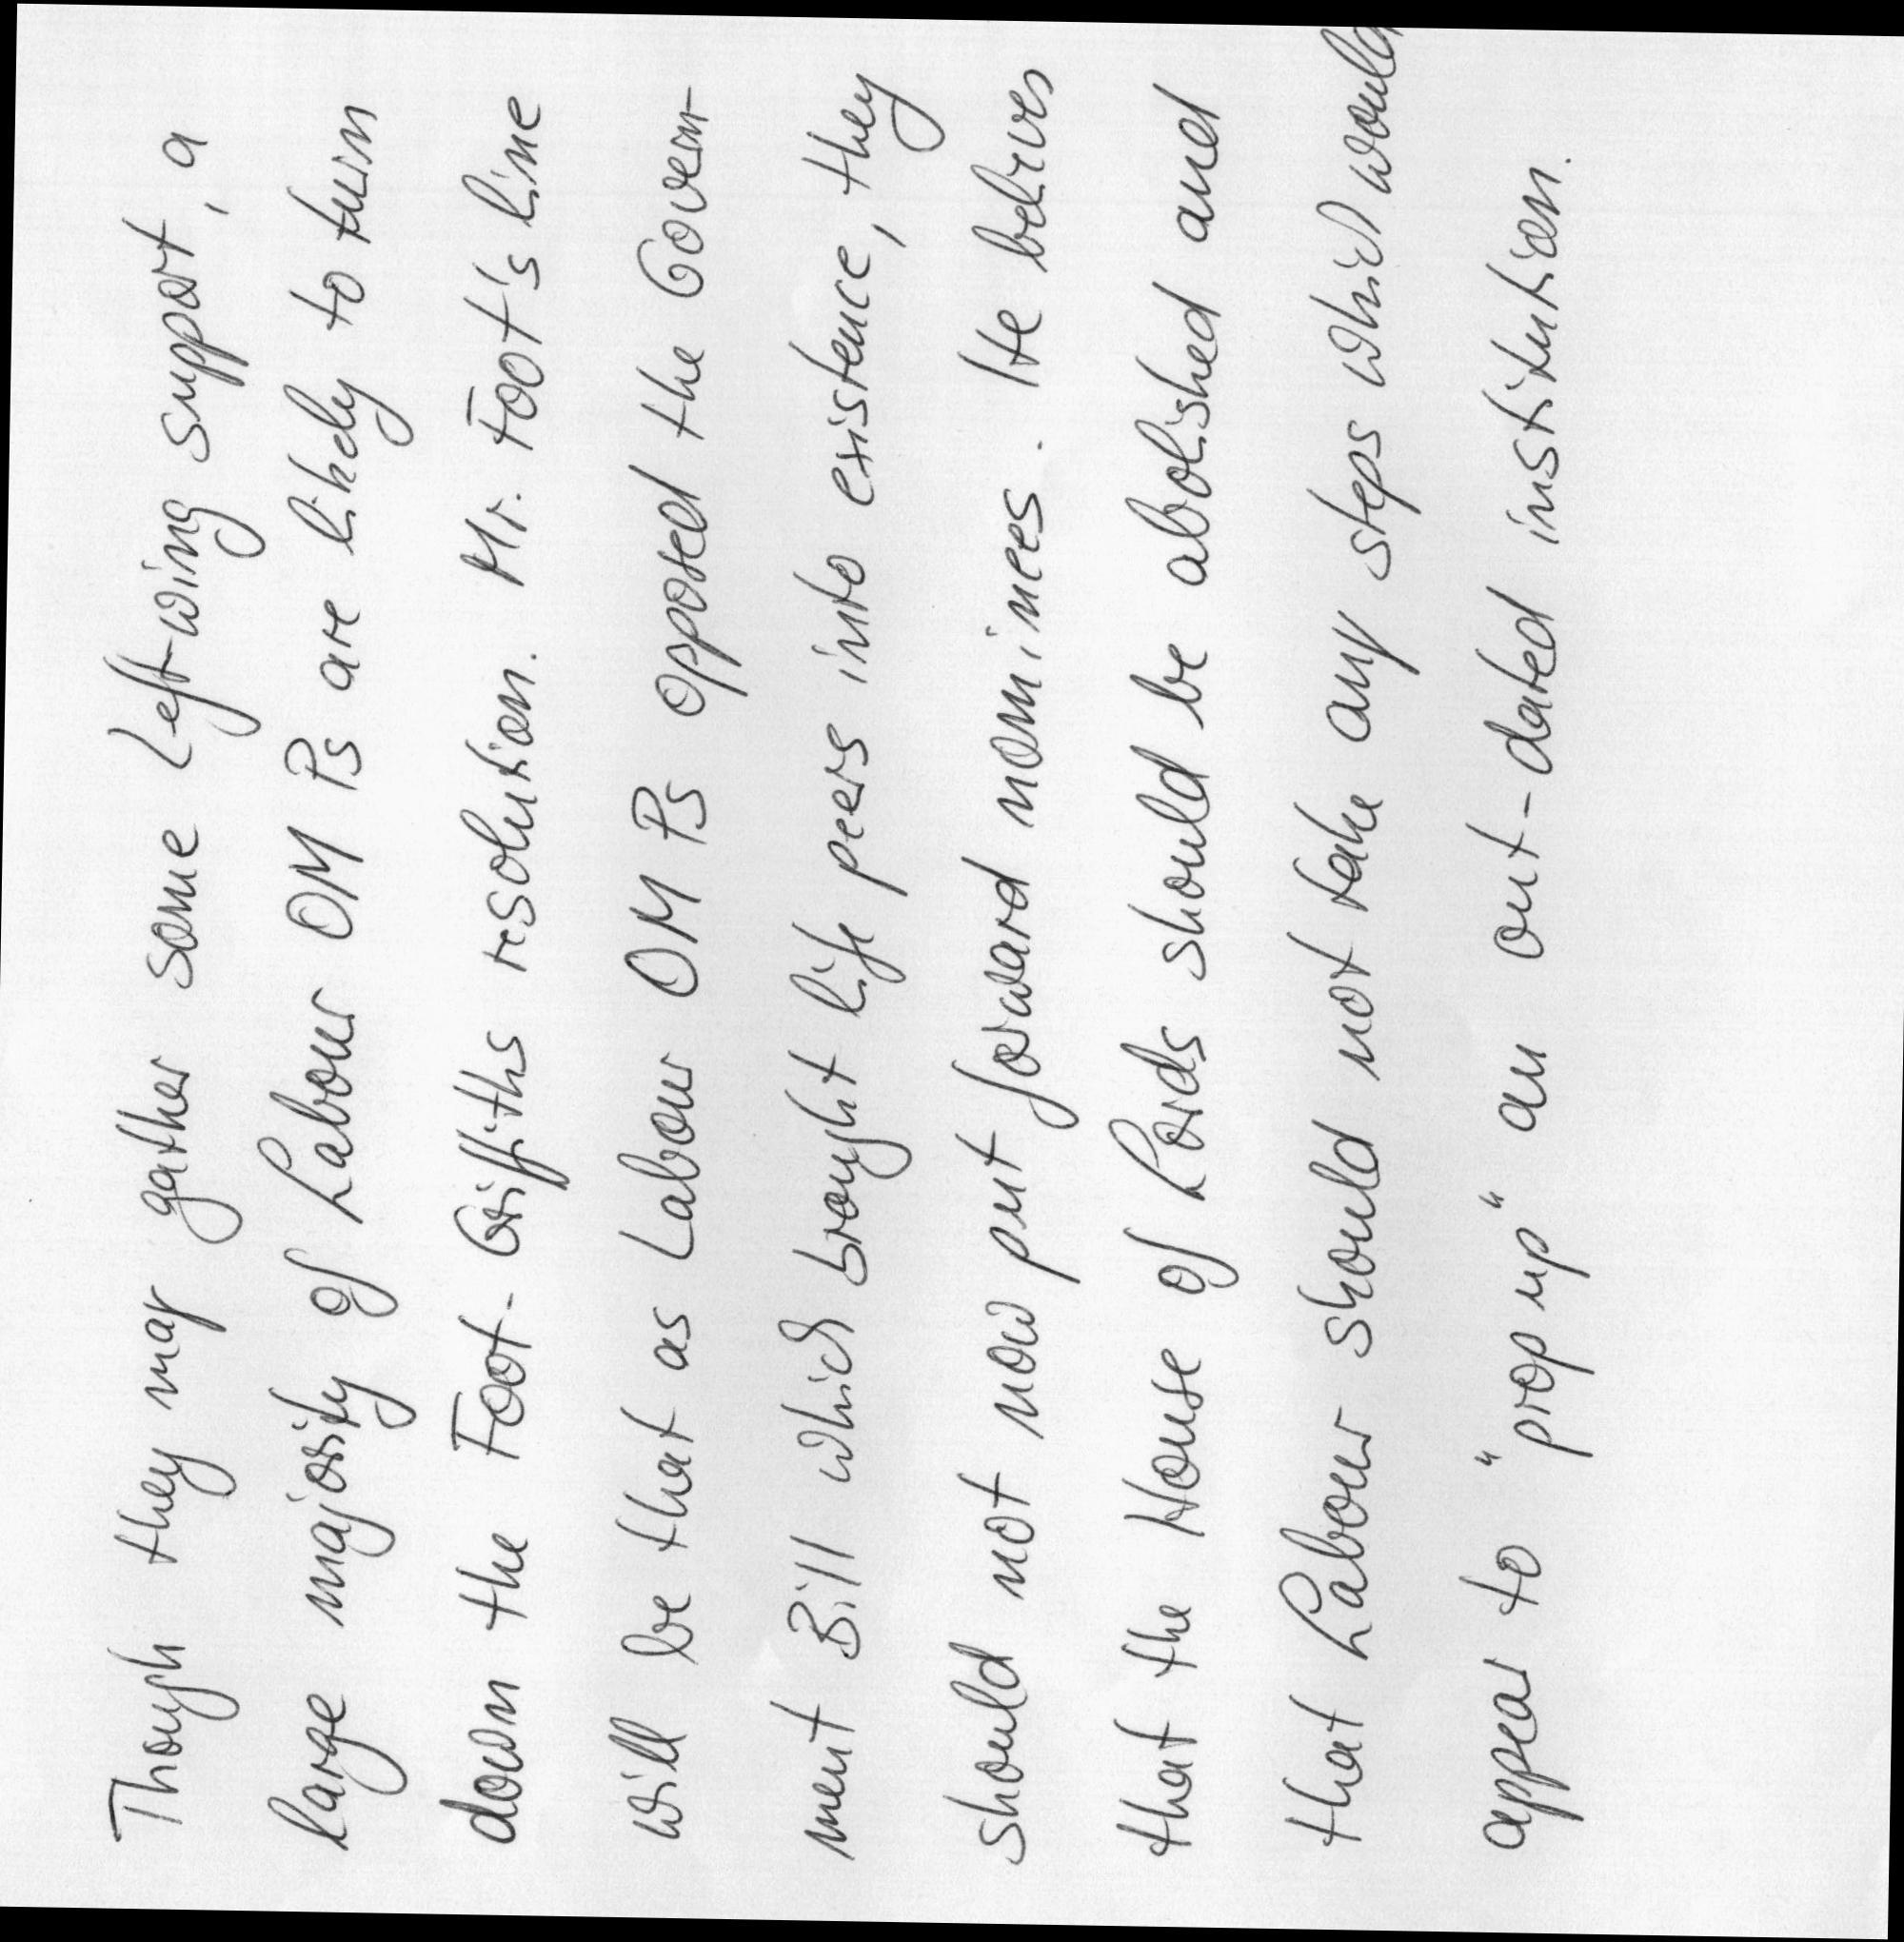 Though they may gather some Left-wing support, a
large majority of Labour OM Ps are likely to turn
down the Foot-Griffiths resolution. Mr. Foot's line
will be that as Labour OM Ps opposed the Govern-
ment Bill which brought life peers into existence, they
should not now put forward nominees. He belives
that the House of Lords should be abolished and
that Labour should not take any steps which would
appear to "prop up" an out-dated institution.